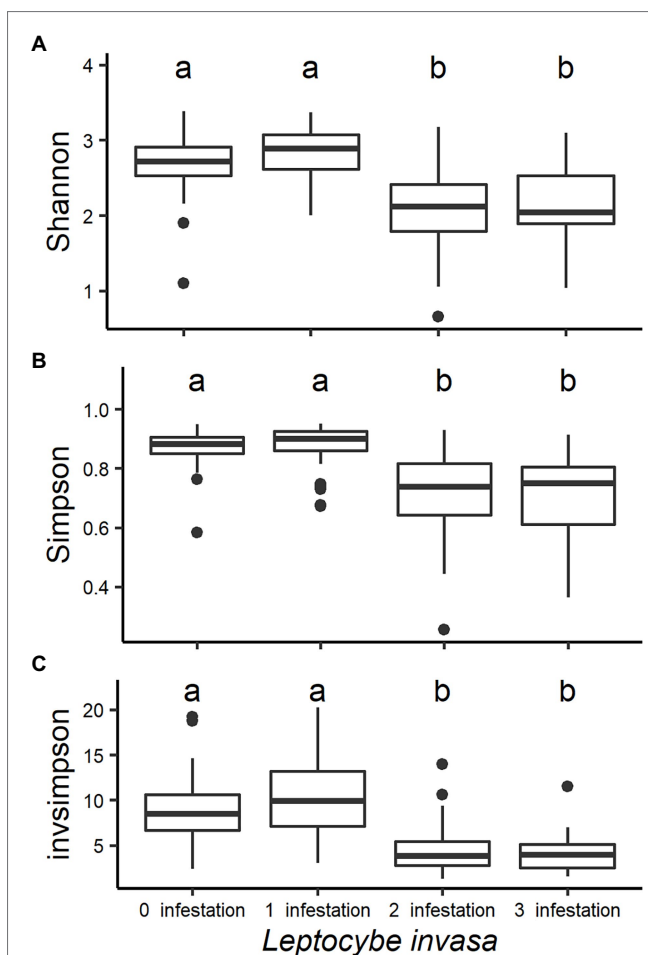 A
Shannon
4
3
2
1
a a b b
B
Simpson
1.0
0.8
0.6
0.4
a a b b
C
invsimpson
20
15
10
5
a a b b
0 infestation 1 infestation 2 infestation 3 infestation
Leptocybe invasa